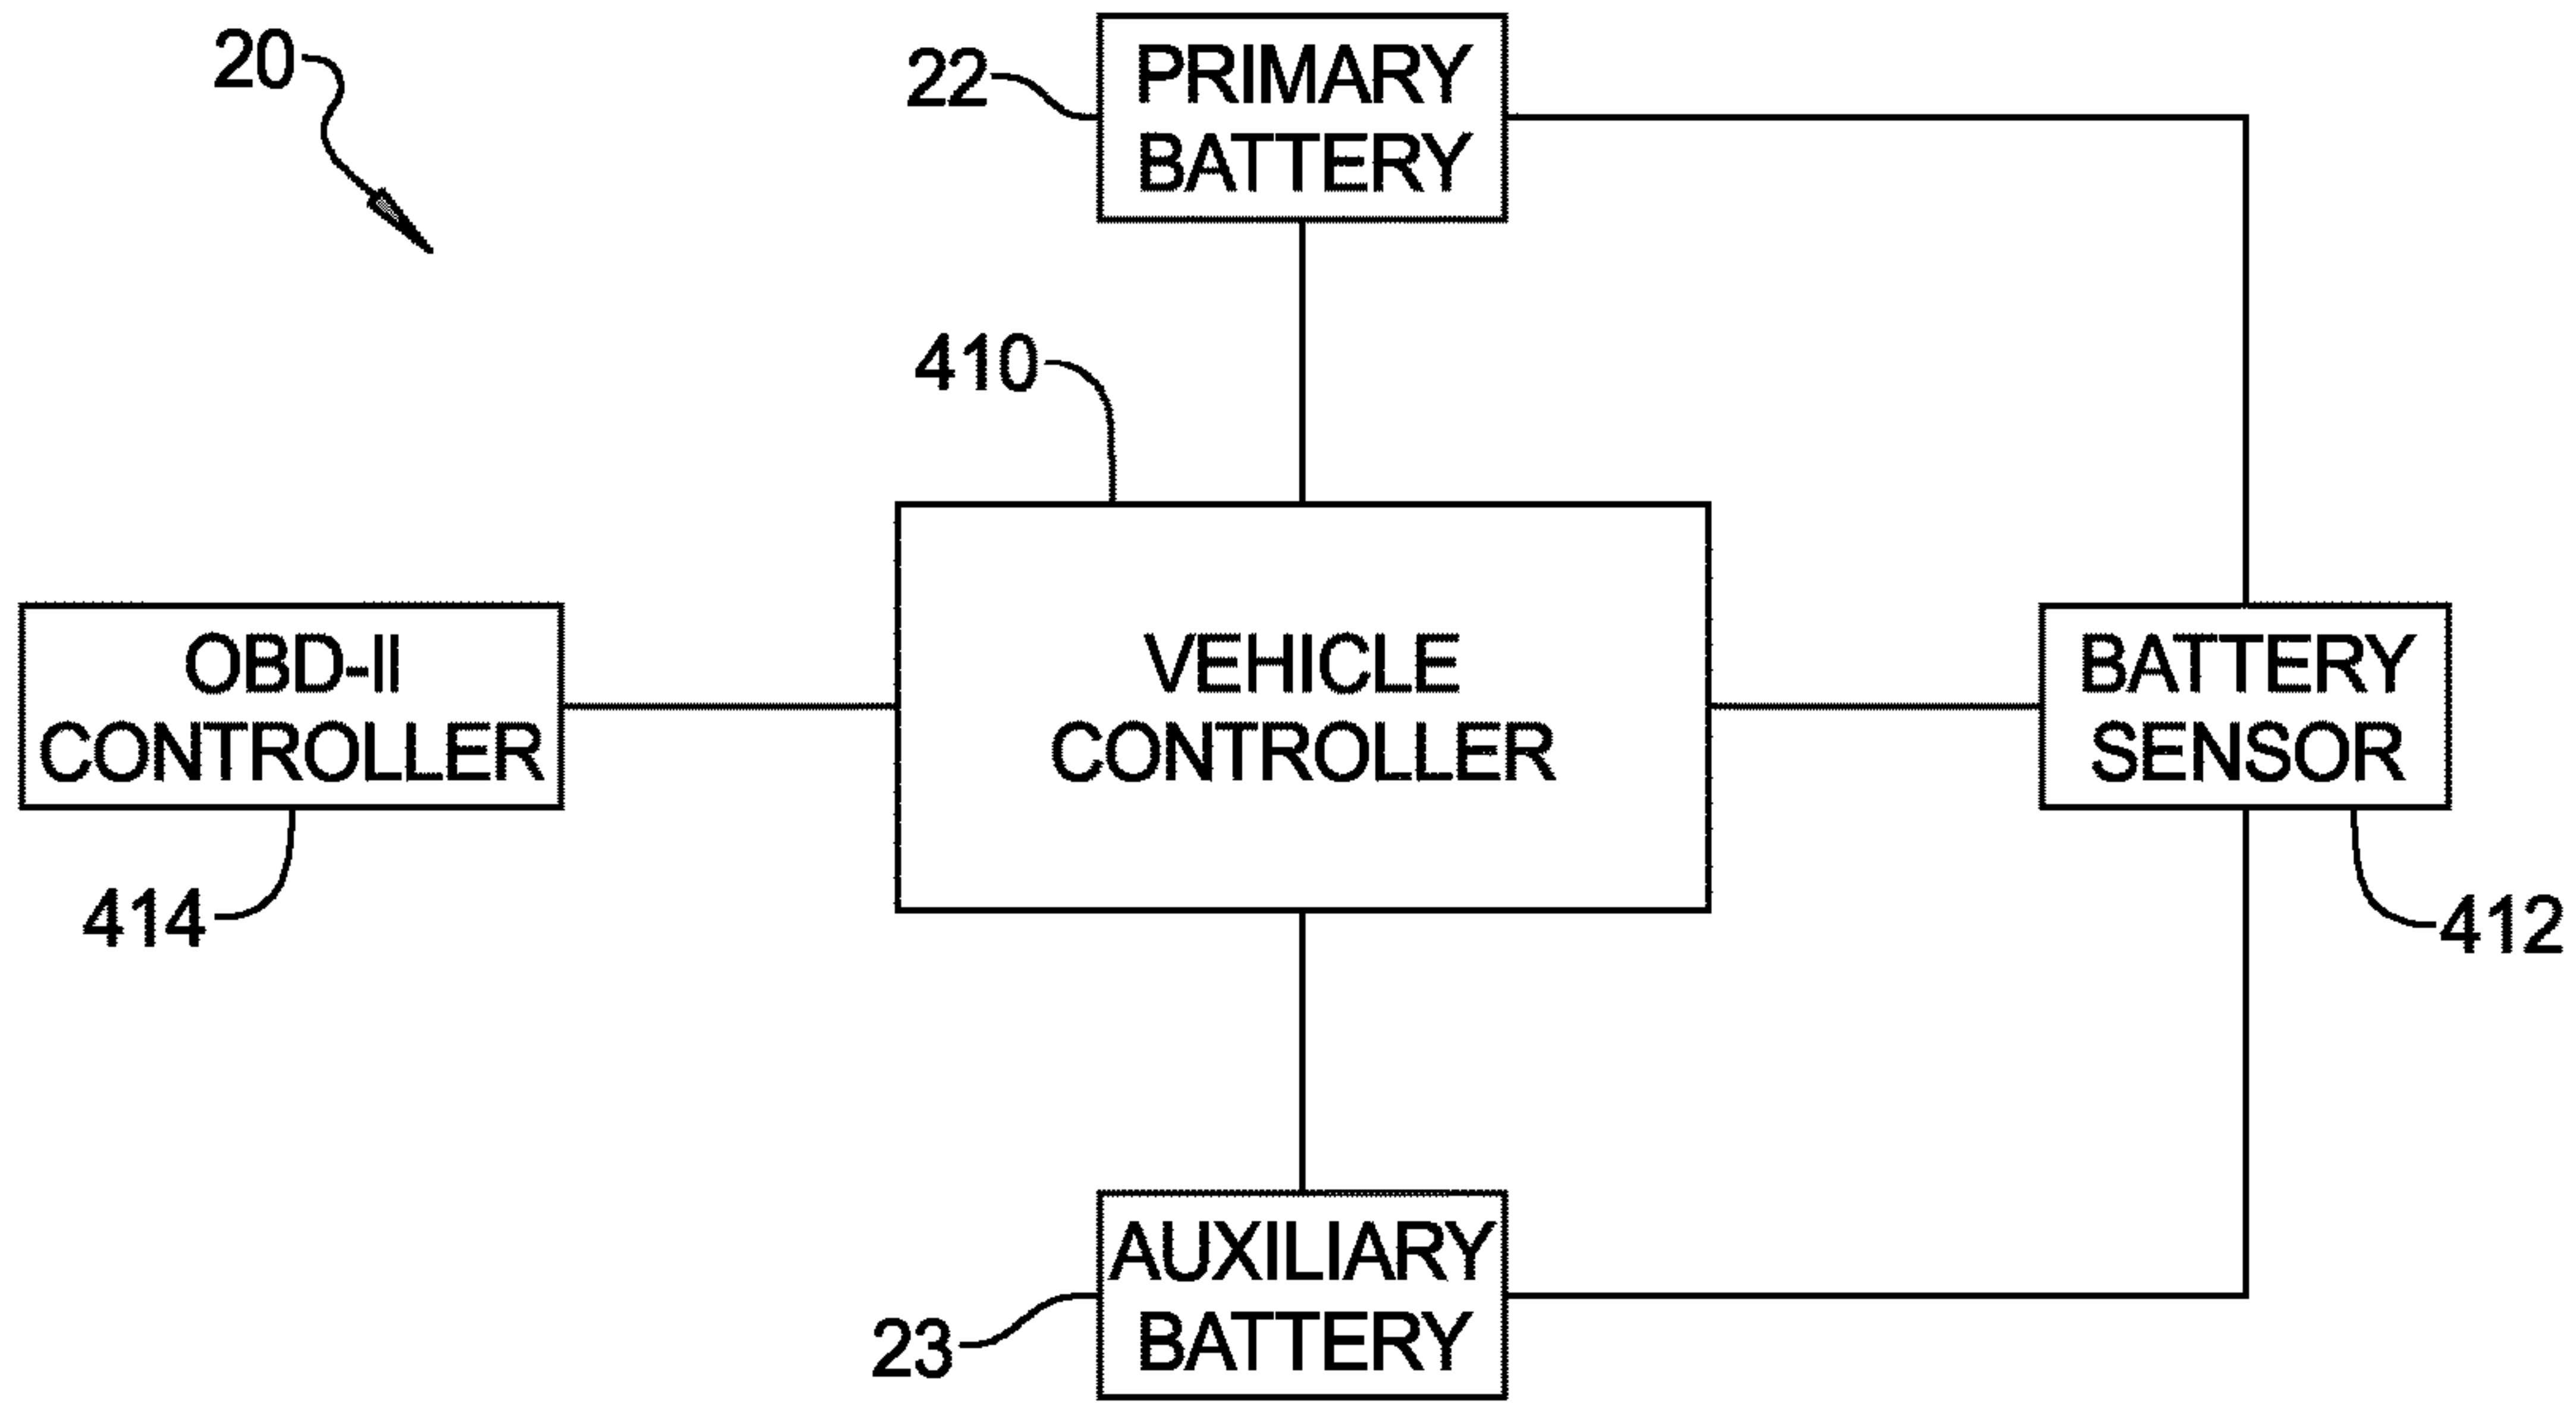 20
22
PRIMARY
BATTERY
410
OBD-II
CONTROLLER
414
VEHICLE
CONTROLLER
BATTERY
SENSOR
412
23
AUXILIARY
BATTERY